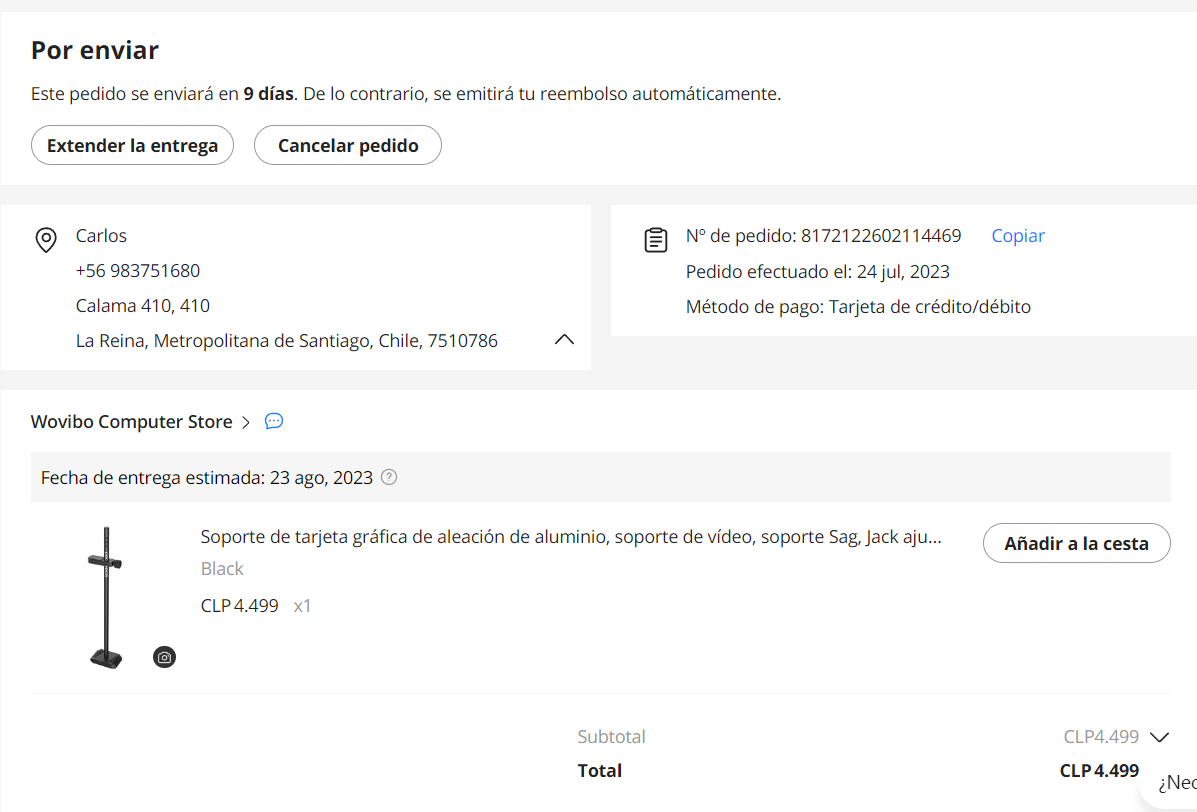 Por enviar
Este pedido se enviará en 9 días. De lo contrario, se emitirá tu reembolso automáticamente.
Extender la entrega
Cancelar pedido
Carlos
+56 983751680
Calama 410, 410
La Reina, Metropolitana de Santiago, Chile, 7510786
Nº de pedido: 8172122602114469 Copiar
Pedido efectuado el: 24 jul, 2023
Método de pago: Tarjeta de crédito/débito
Wovibo Computer Store
Fecha de entrega estimada: 23 ago, 2023
Soporte de tarjeta gráfica de aleación de aluminio, soporte de vídeo, soporte Sag, Jack aju...
Black
CLP 4.499 x1
Añadir a la cesta
Subtotal CLP4.499
Total CLP 4.499
¿Nec